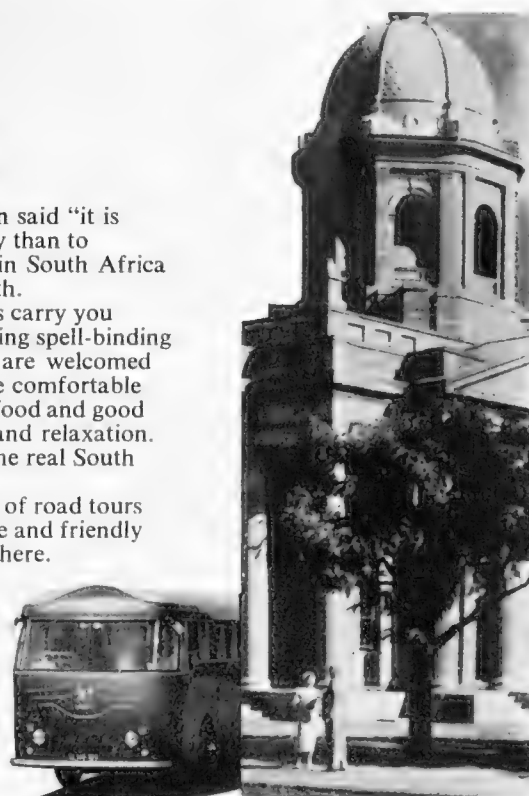 n said “it is
y than to
in South Africa
th.
s carry you
ing spell-binding
are welcomed
e comfortable
food and good
and relaxation.
he real South
of road tours
e and friendly
here.